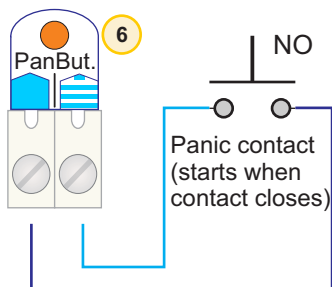 6
PanBut.
NO
Panic contact
(starts when
contact closes)